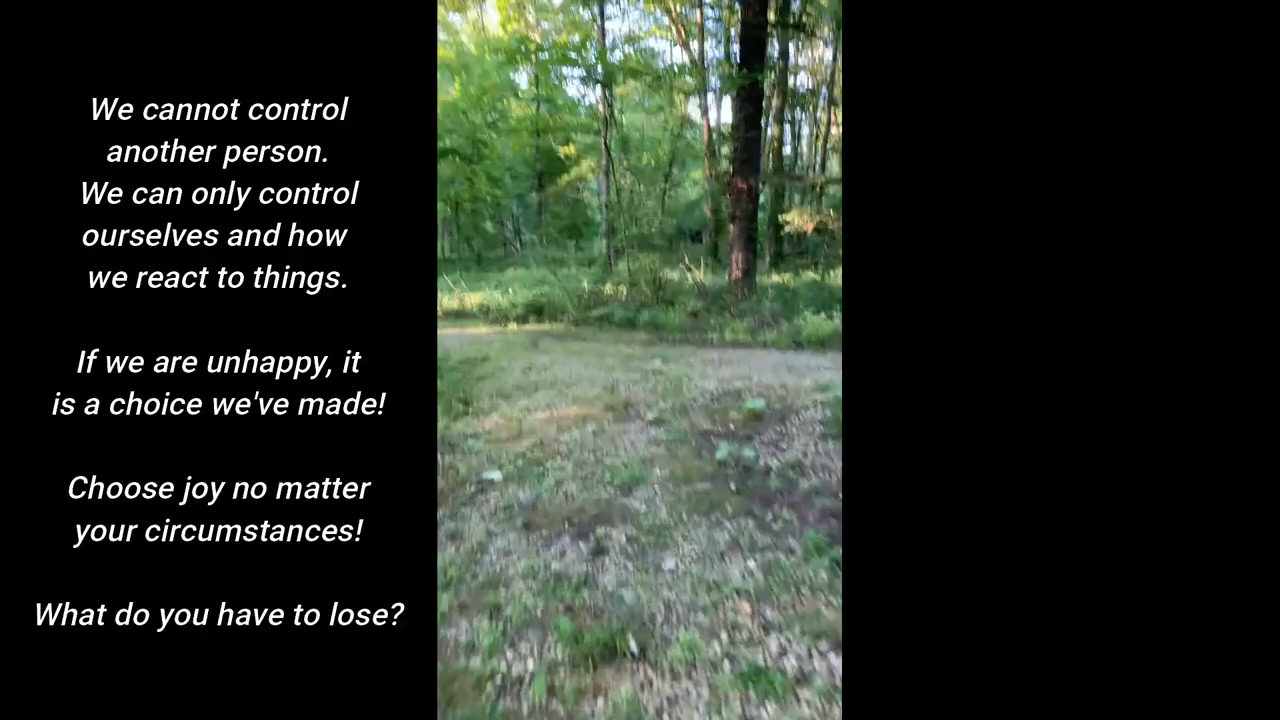 We cannot control
another person.
We can only control
ourselves and how
we react to things.
If we are unhappy, it
is a choice we've made!
Choose joy no matter
your circumstances!
What do you have to lose?